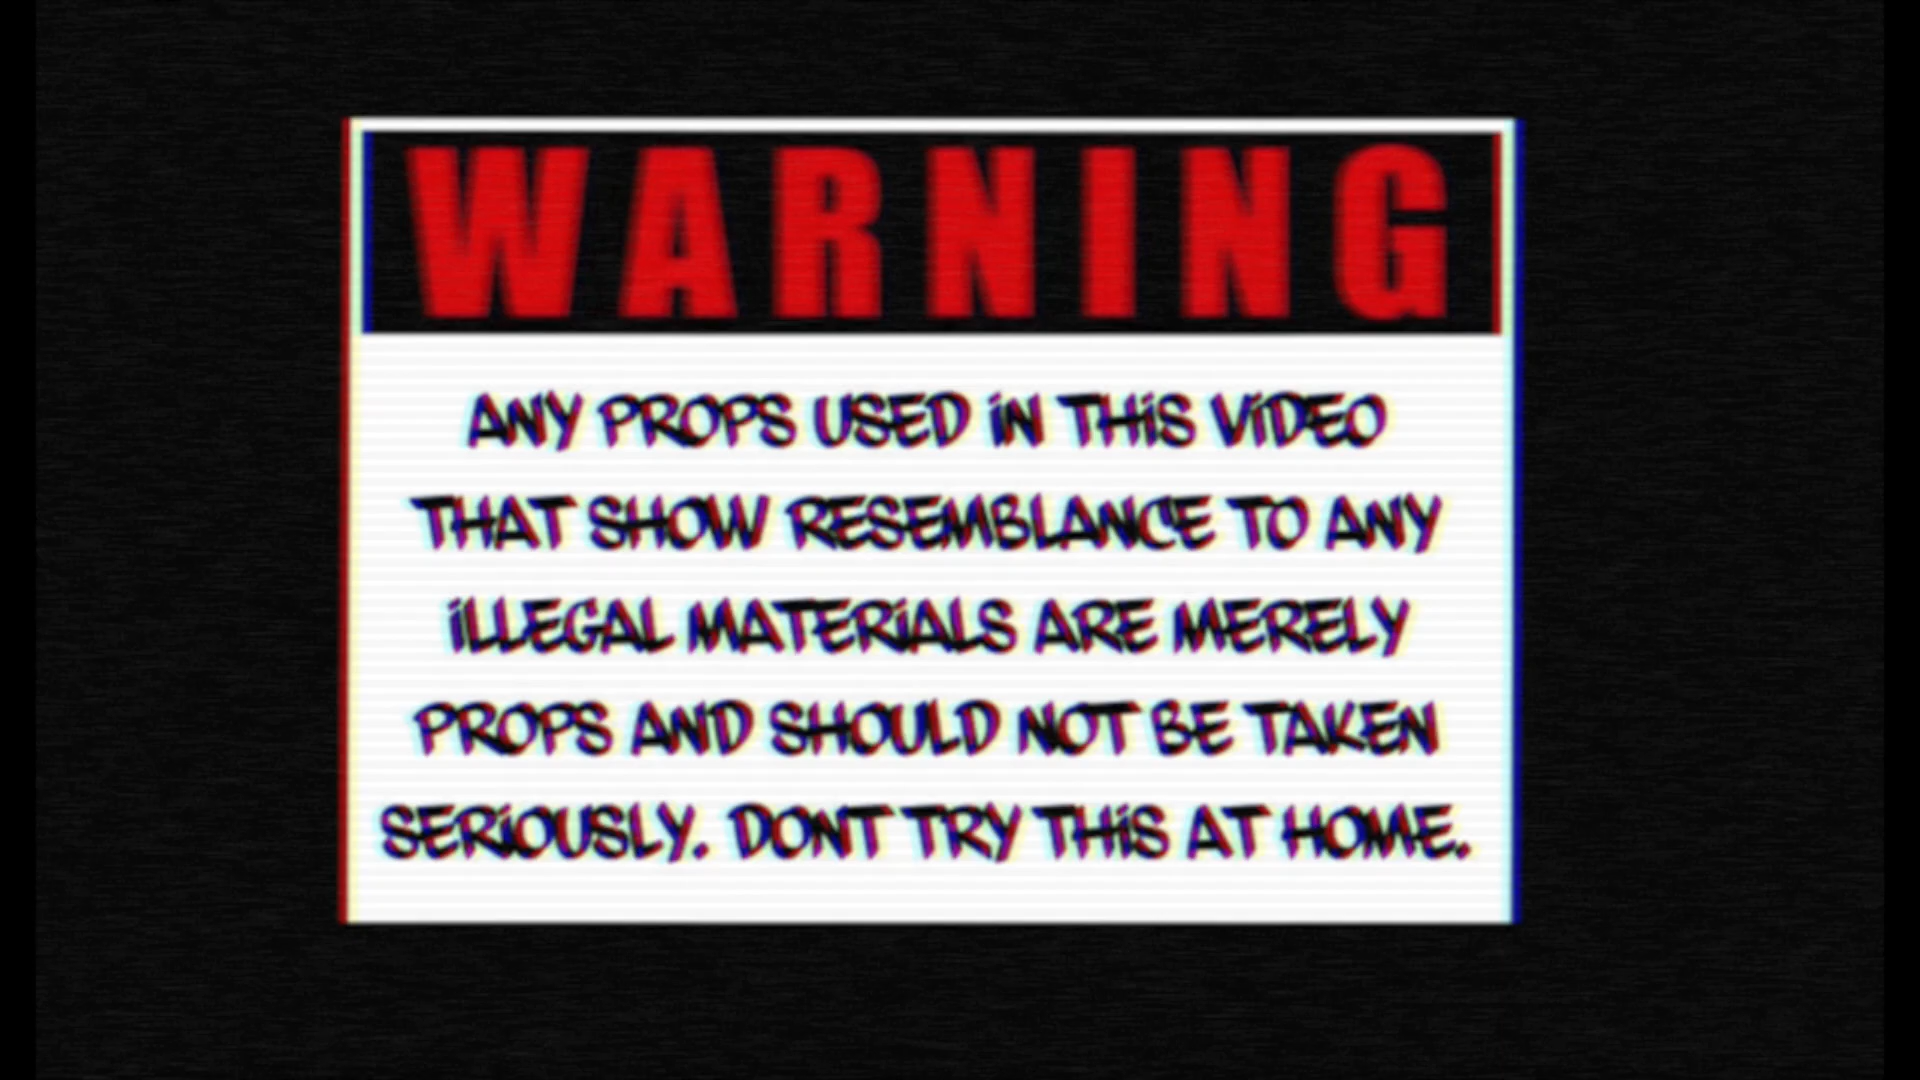 WARNING
ANY PROPS USED iN THiS ViDEO
THAT SHOW RESEMBLANCE TO ANY
iLLEGAL MATERiALS ARE MERELY
PROPS AND SHOULD NOT BE TAKEN
SERiOUSLY. DONT TRY THiS AT HOME.